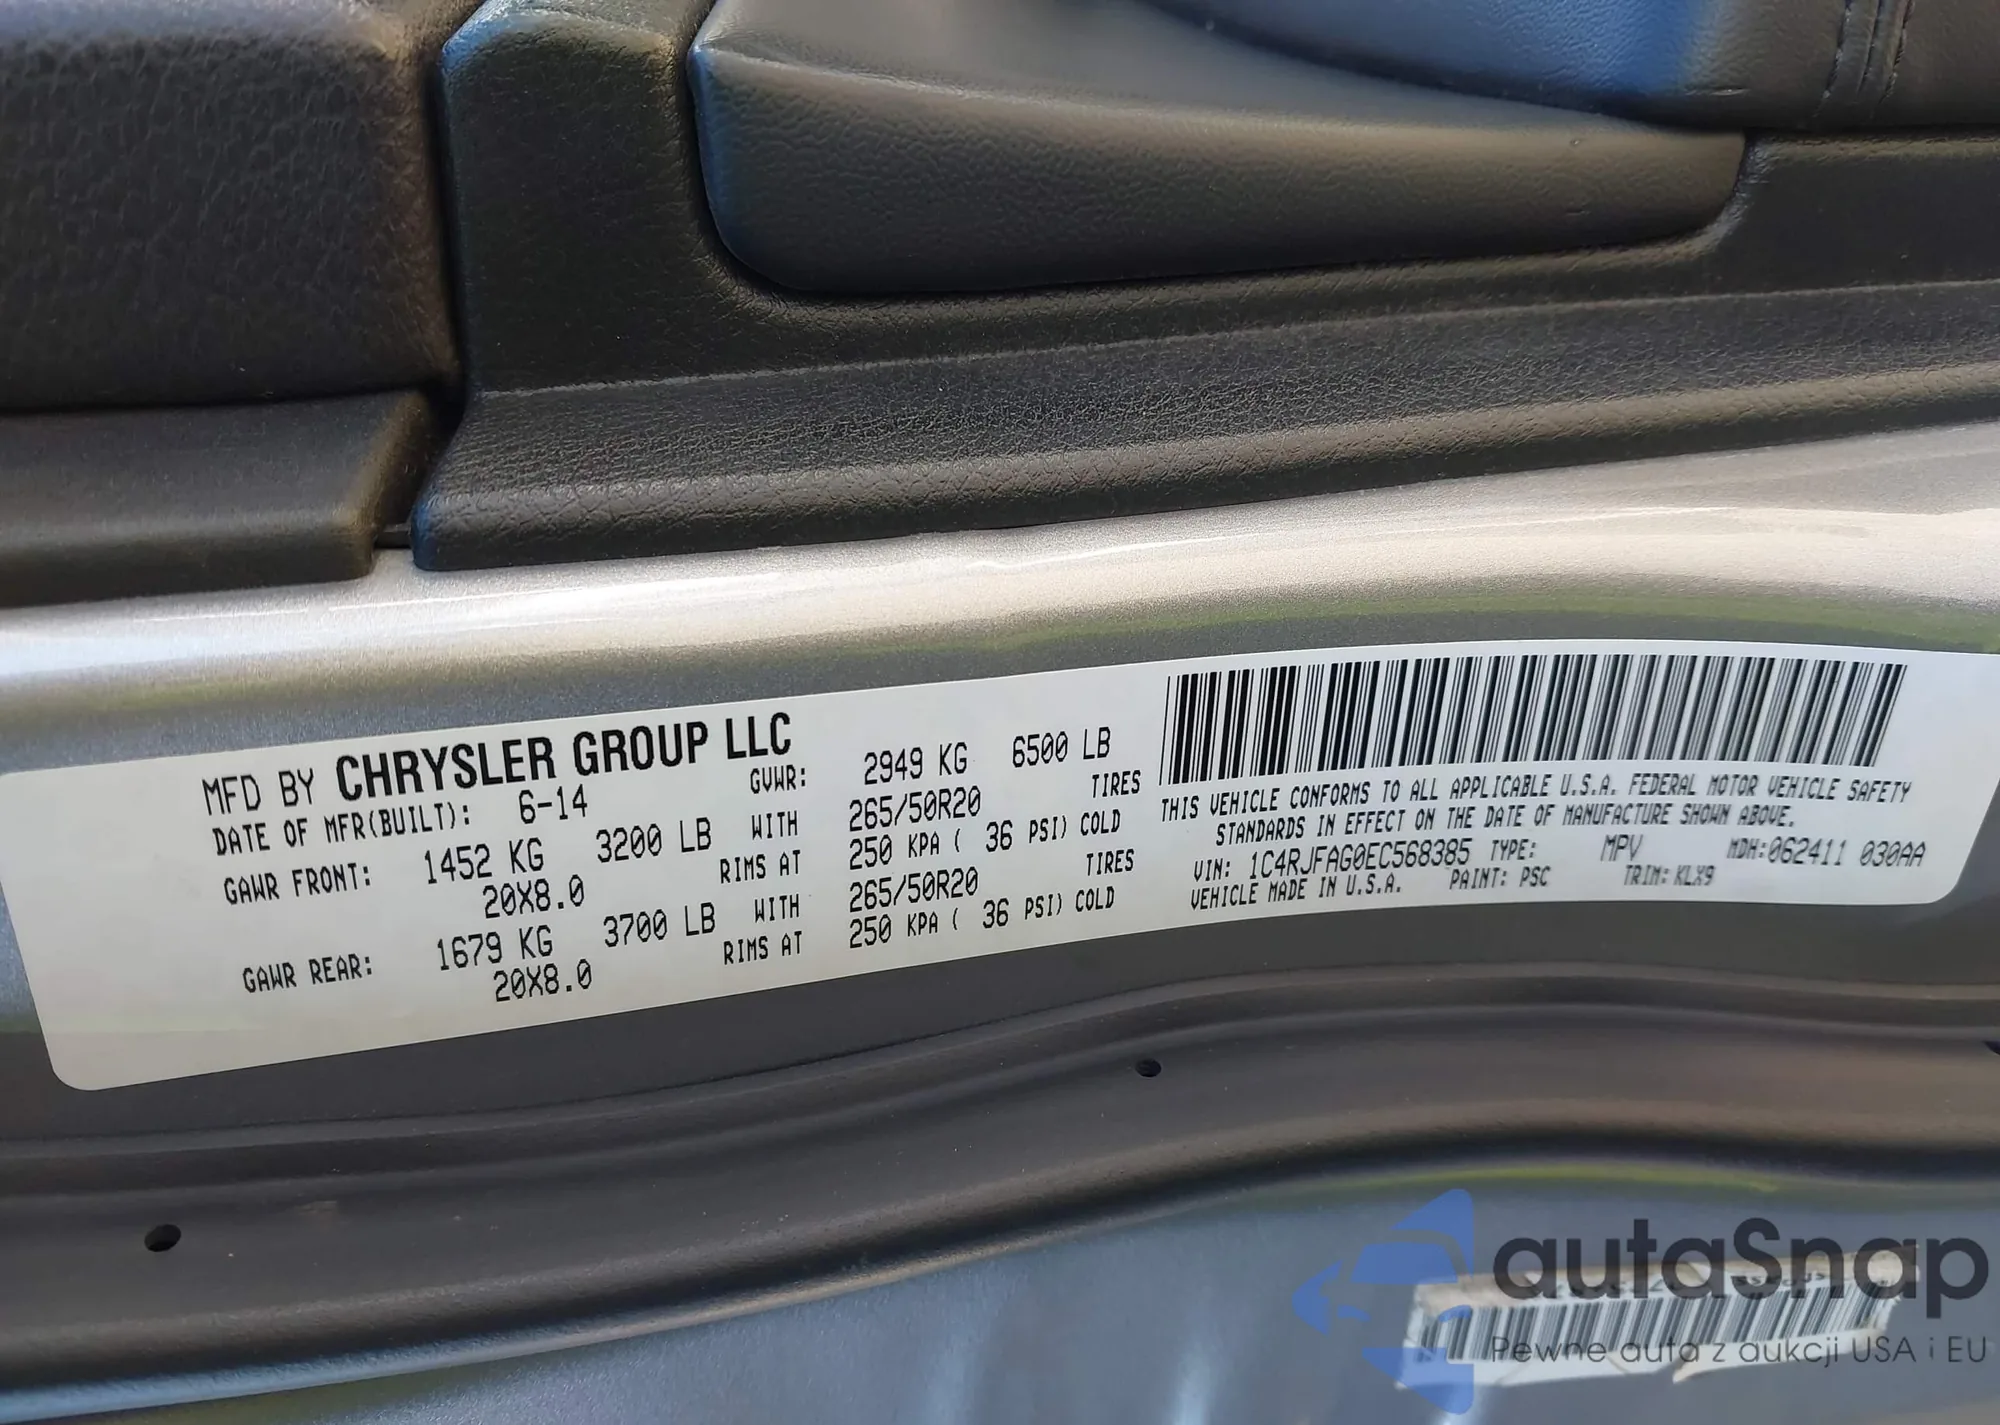 MFD BY CHRYSLER GROUP LLC
DATE OF MFR(BUILT): 6-14 GVWR: 2949 KG 6500 LB
GAWR FRONT: 1452 KG 3200 LB WITH 265/50R20 TIRES
20X8.0 RIMS AT 250 KPA ( 36 PSI) COLD
GAWR REAR: 1679 KG 3700 LB WITH 265/50R20 TIRES
20X8.0 RIMS AT 250 KPA ( 36 PSI) COLD
THIS VEHICLE CONFORMS TO ALL APPLICABLE U.S.A. FEDERAL MOTOR VEHICLE SAFETY
STANDARDS IN EFFECT ON THE DATE OF MANUFACTURE SHOWN ABOVE.
VIN: 1C4RJFAG0EC568385 TYPE: MPV MDH:062411 030AA
VEHICLE MADE IN U.S.A. PAINT: PSC TRIM: KLX9
autaSnap
Pewne auta z aukcji USA i EU